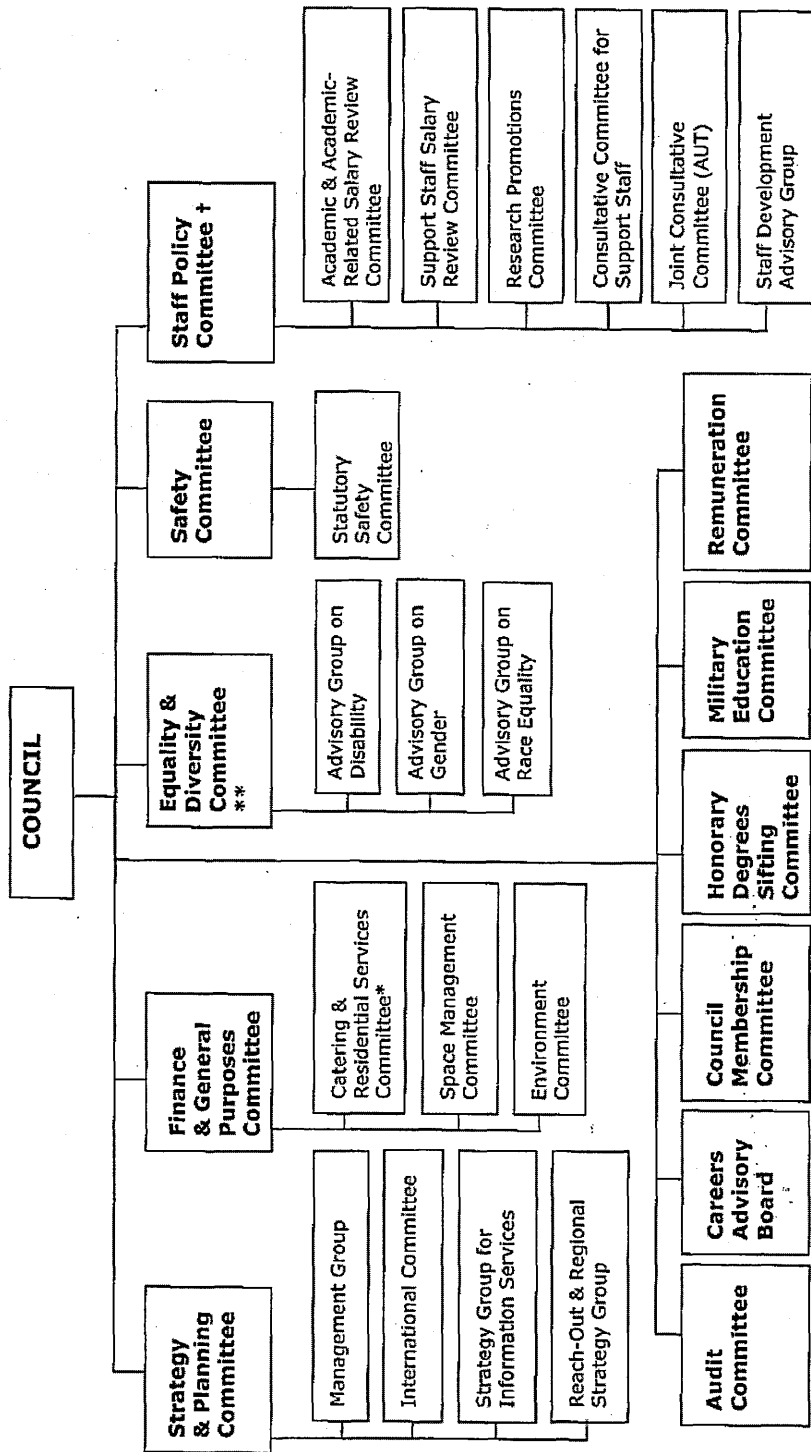 COUNCIL
Strategy
& Planning
Committee
Management Group
International Committee
Strategy Group for
Information Services
Reach-Out & Regional
Strategy Group
Finance
& General
Purposes
Committee
Catering &
Residential Services
Committee*
Space Management
Committee
Environment
Committee
Equality &
Diversity
Committee
**
Advisory Group on
Disability
Advisory Group on
Gender
Advisory Group on
Race Equality
Safety
Committee
Statutory
Safety
Committee
Staff Policy
Committee †
Academic & Academic-
Related Salary Review
Committee
Support Staff Salary
Review Committee
Research Promotions
Committee
Consultative Committee for
Support Staff
Joint Consultative
Committee (AUT)
Staff Development
Advisory Group
Audit
Committee
Careers
Advisory
Board
Council
Membership
Committee
Honorary
Degrees
Sifting
Committee
Military
Education
Committee
Remuneration
Committee